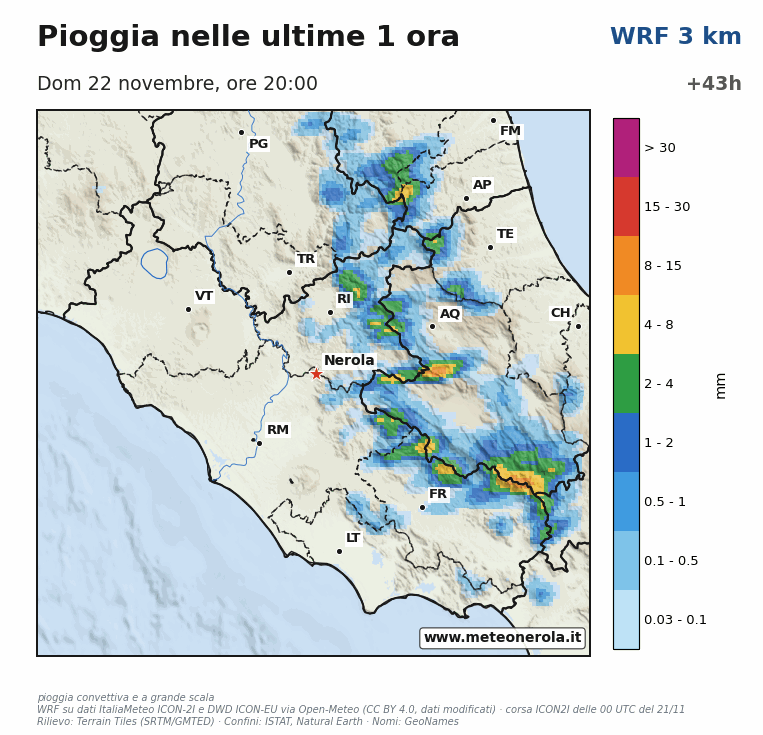 Pioggia nelle ultime 1 ora
WRF 3 km
Dom 22 novembre, ore 20:00
+43h
FM
PG
AP
TE
TR
RI
VT
AQ
CH
Nerola
RM
FR
LT
www.meteonerola.it
> 30
15 - 30
8 - 15
4 - 8
2 - 4
1 - 2
0.5 - 1
0.1 - 0.5
0.03 - 0.1
mm
pioggia convettiva e a grande scala
WRF su dati ItaliaMeteo ICON-2I e DWD ICON-EU via Open-Meteo (CC BY 4.0, dati modificati) · corsa ICON2I delle 00 UTC del 21/11
Rilievo: Terrain Tiles (SRTM/GMTED) · Confini: ISTAT, Natural Earth · Nomi: GeoNames